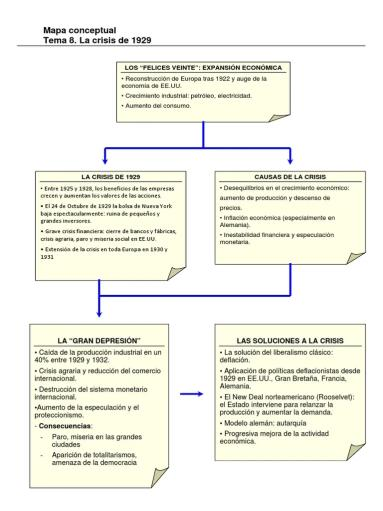 Mapa conceptual
Tema 8. La crisis de 1929
LOS “FELICES VEINTE”: EXPANSIÓN ECONÓMICA
• Reconstrucción de Europa tras 1922 y auge de la
economía de EE.UU.
• Crecimiento industrial: petróleo, electricidad.
• Aumento del consumo.
LA CRISIS DE 1929
• Entre 1925 y 1928, los beneficios de las empresas
crecen y aumentan los valores de las acciones.
• El 24 de Octubre de 1929 la bolsa de Nueva York
baja espectacularmente: ruina de pequeños y
grandes inversores.
• Grave crisis financiera: cierre de bancos y fábricas,
crisis agraria, paro y miseria social en EE.UU.
• Extensión de la crisis en toda Europa en 1930 y
1931
CAUSAS DE LA CRISIS
• Desequilibrios en el crecimiento económico:
aumento de producción y descenso de
precios.
• Inflación económica (especialmente en
Alemania).
• Inestabilidad financiera y especulación
monetaria.
LA “GRAN DEPRESIÓN”
• Caída de la producción industrial en un
40% entre 1929 y 1932.
• Crisis agraria y reducción del comercio
internacional.
• Destrucción del sistema monetario
internacional.
•Aumento de la especulación y el
proteccionismo.
- Consecuencias:
- Paro, miseria en las grandes
ciudades
- Aparición de totalitarismos,
amenaza de la democracia
LAS SOLUCIONES A LA CRISIS
• La solución del liberalismo clásico:
deflación.
• Aplicación de políticas deflacionistas desde
1929 en EE.UU., Gran Bretaña, Francia,
Alemania.
• El New Deal norteamericano (Roosvelt):
el Estado interviene para relanzar la
producción y aumentar la demanda.
• Modelo alemán: autarquía
• Progresiva mejora de la actividad
económica.